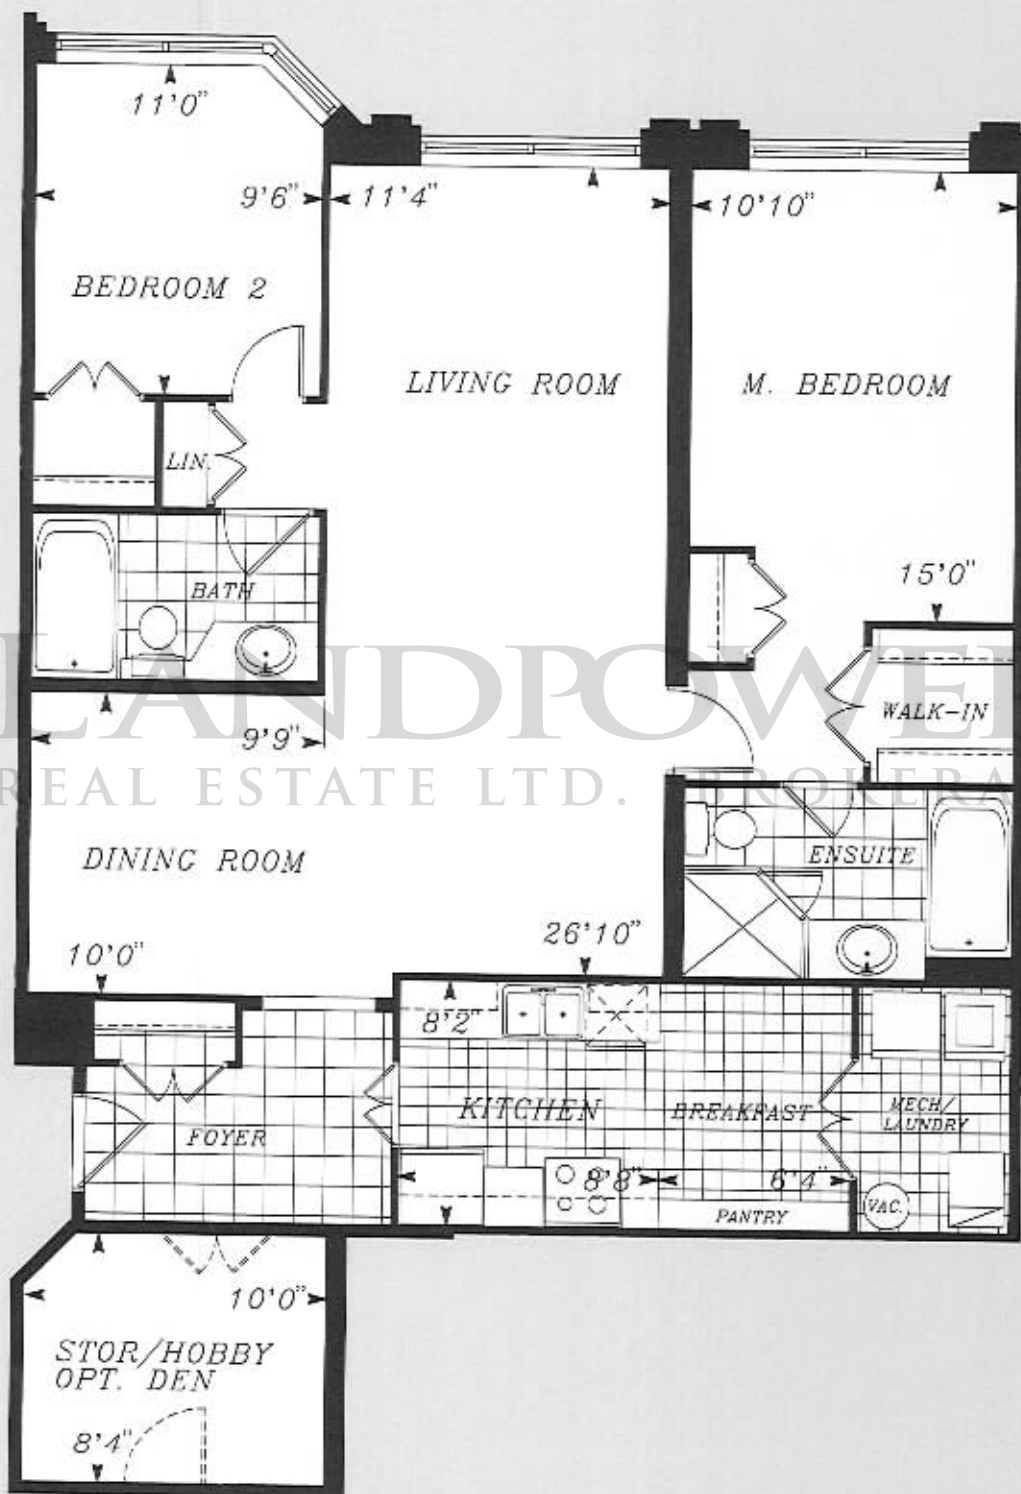 11'0"
9'6"
11'4"
10'10"
BEDROOM 2
LIVING ROOM
M. BEDROOM
LIN.
15'0"
BATH
LANDPOWER
WALK-IN
9'9"
REAL ESTATE LTD. BROKERA
ENSUITE
DINING ROOM
26'10"
10'0"
8'2"
KITCHEN
BREAKFAST
MECH/
LAUNDRY
FOYER
8'8"
6'4"
VAC.
PANTRY
10'0"
STOR/HOBBY
OPT. DEN
8'4"